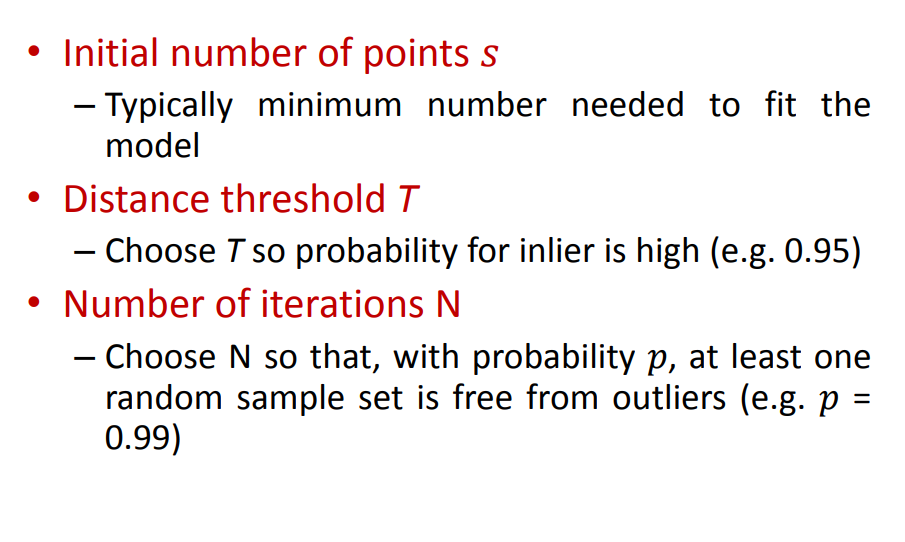 • Initial number of points s
– Typically minimum number needed to fit the
model
• Distance threshold T
– Choose T so probability for inlier is high (e.g. 0.95)
• Number of iterations N
– Choose N so that, with probability p, at least one
random sample set is free from outliers (e.g. p =
0.99)